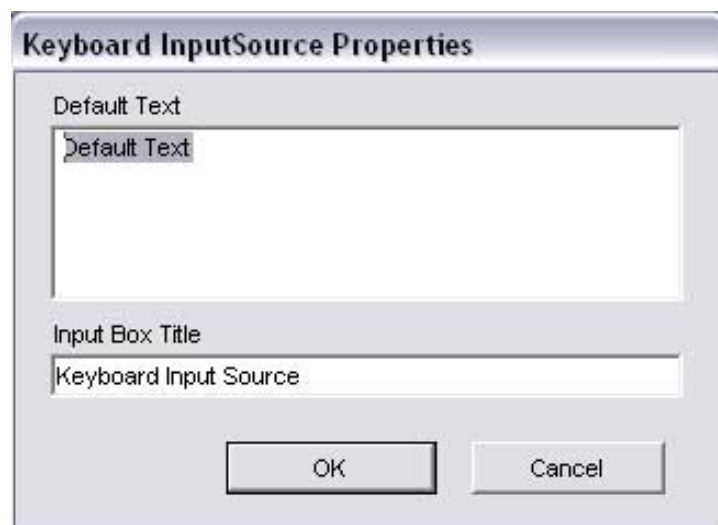 Keyboard InputSource Properties
Default Text
Default Text
Input Box Title
Keyboard Input Source
OK Cancel